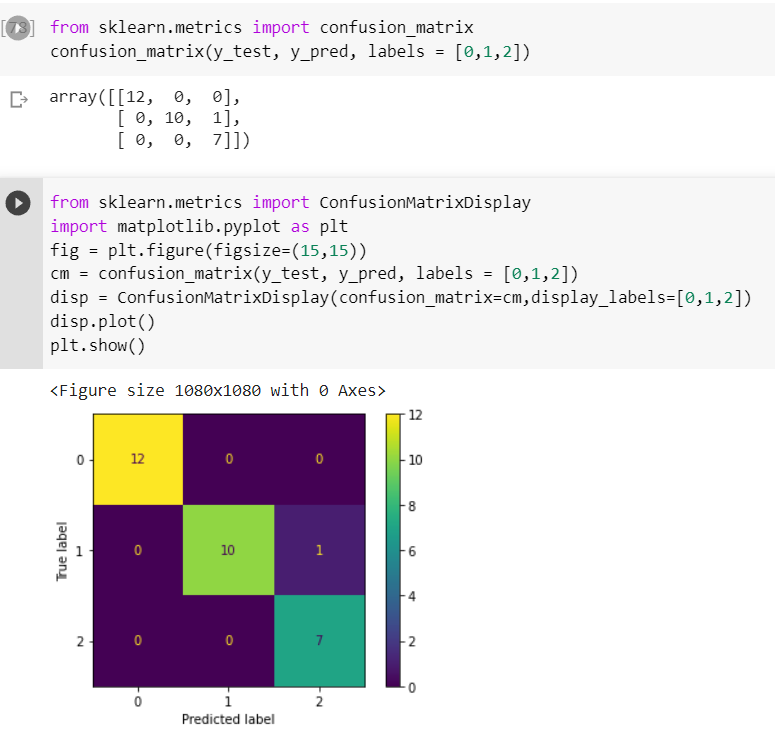 [78] from sklearn.metrics import confusion_matrix
confusion_matrix(y_test, y_pred, labels = [0,1,2])
array([[12,  0,  0],
       [ 0, 10,  1],
       [ 0,  0,  7]])
from sklearn.metrics import ConfusionMatrixDisplay
import matplotlib.pyplot as plt
fig = plt.figure(figsize=(15,15))
cm = confusion_matrix(y_test, y_pred, labels = [0,1,2])
disp = ConfusionMatrixDisplay(confusion_matrix=cm,display_labels=[0,1,2])
disp.plot()
plt.show()
<Figure size 1080x1080 with 0 Axes>
12
0 12 0 0
10
8
True label
1 0 10 1
6
4
2 0 0 7
2
0
0 1 2
Predicted label